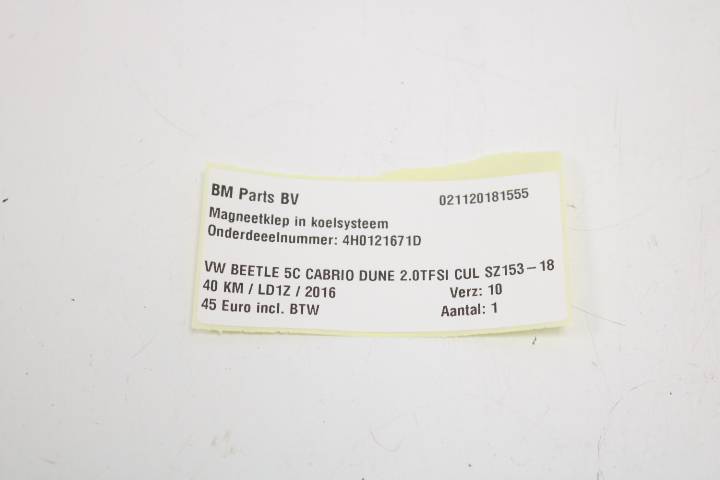 BM Parts BV 021120181555
Magneetklep in koelsysteem
Onderdeeelnummer: 4H0121671D
VW BEETLE 5C CABRIO DUNE 2.0TFSI CUL SZ153-18
40 KM / LD1Z / 2016 Verz: 10
45 Euro incl. BTW Aantal: 1